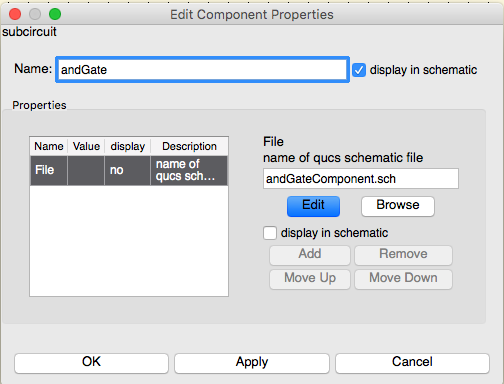 Edit Component Properties
subcircuit
Name: andGate display in schematic
Properties
Name Value display Description
File no name of qucs sch...
File
name of qucs schematic file
andGateComponent.sch
Edit Browse
display in schematic
Add Remove
Move Up Move Down
OK Apply Cancel